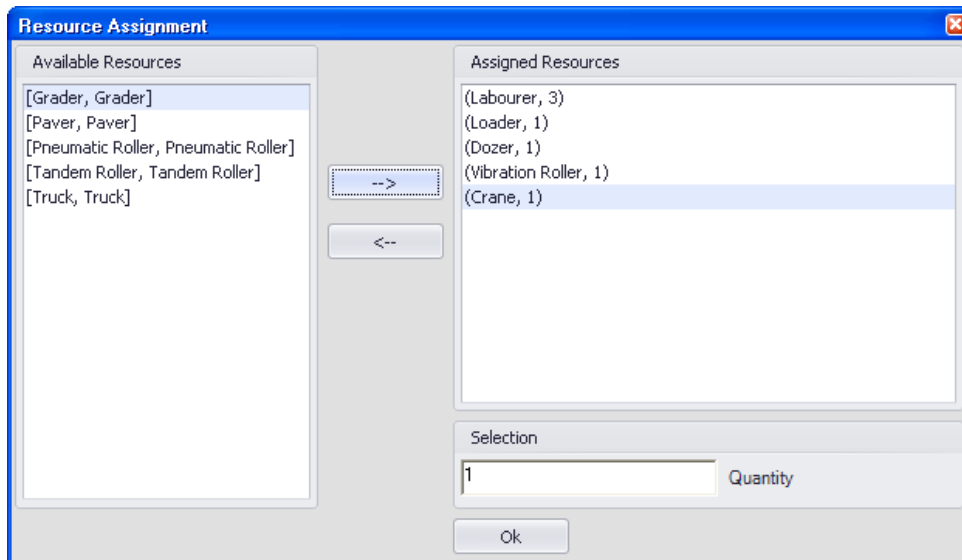 Resource Assignment
Available Resources
[Grader, Grader]
[Paver, Paver]
[Pneumatic Roller, Pneumatic Roller]
[Tandem Roller, Tandem Roller]
[Truck, Truck]
-->
<--
Assigned Resources
(Labourer, 3)
(Loader, 1)
(Dozer, 1)
(Vibration Roller, 1)
(Crane, 1)
Selection
1 Quantity
Ok